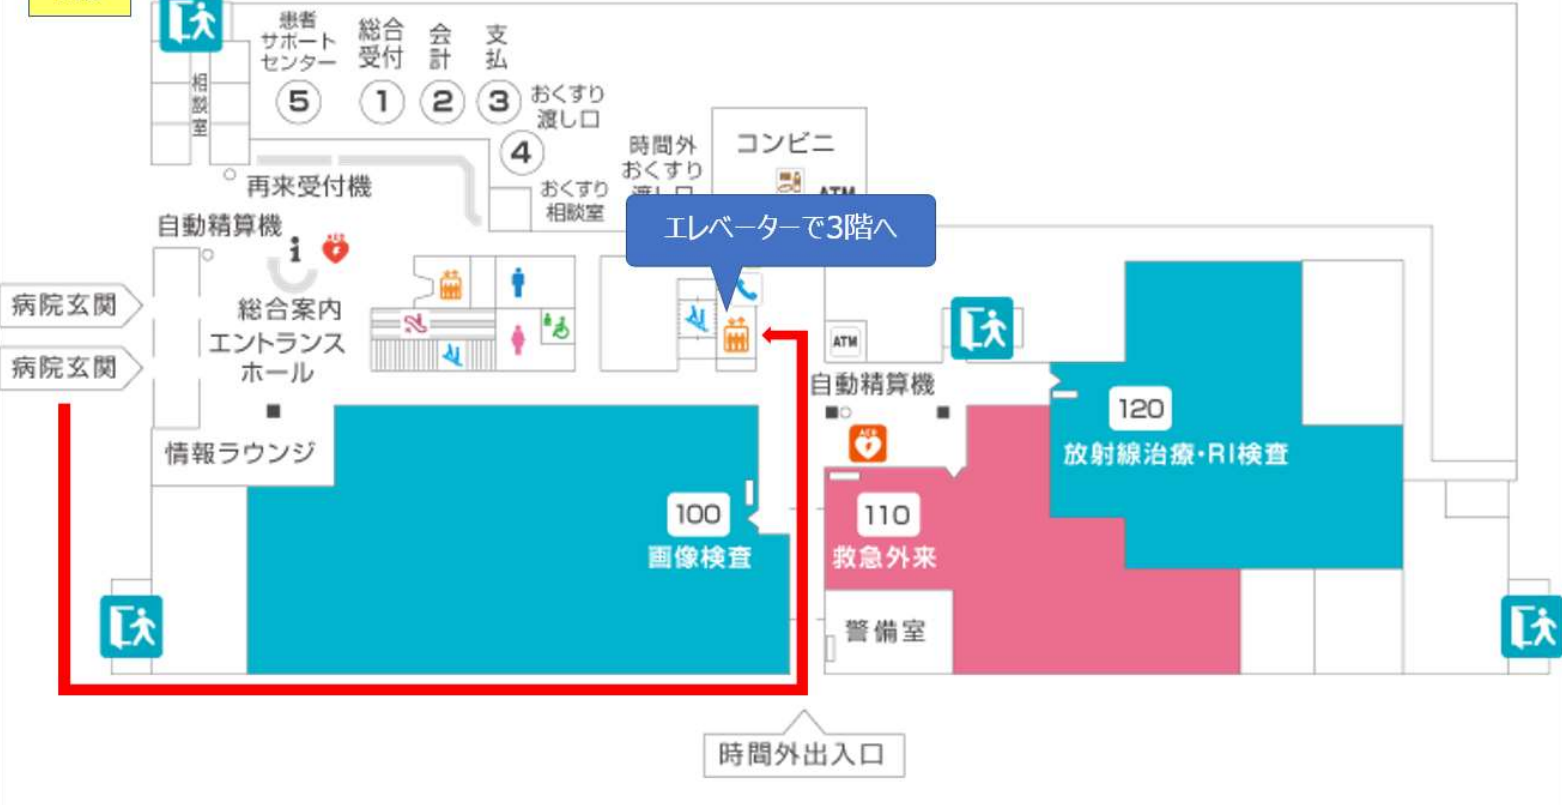 患者
サポート
センター
⑤
総合
受付
①
会
計
②
支
払
③
おくすり
渡し口
④
相
談
室
再来受付機
おくすり
相談室
時間外
おくすり
渡し口
コンビニ
ATM
エレベーターで3階へ
自動精算機
i
AED
病院玄関
病院玄関
総合案内
エントランス
ホール
情報ラウンジ
ATM
自動精算機
AED
100
画像検査
110
救急外来
120
放射線治療・RI検査
警備室
時間外出入口